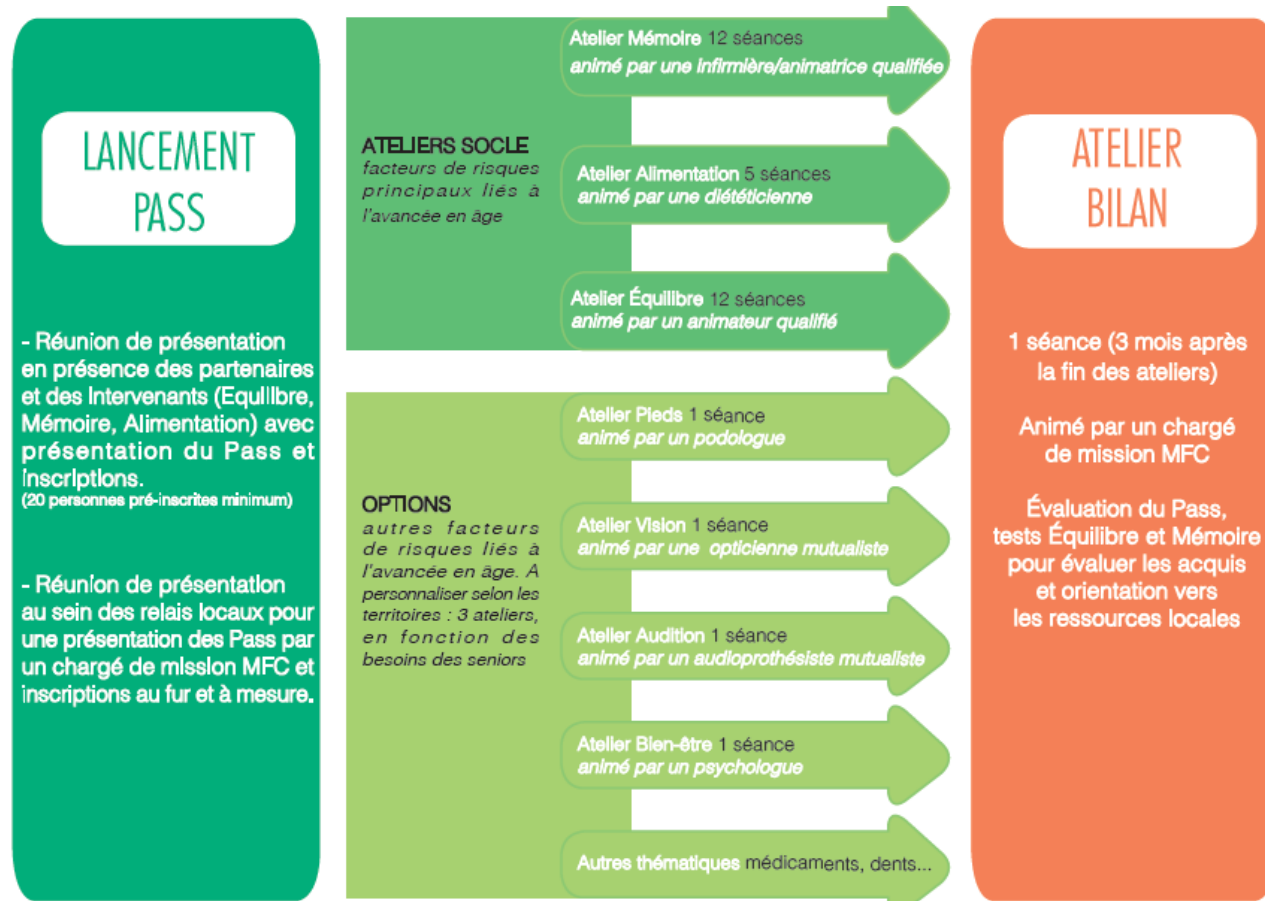 LANCEMENT
PASS
- Réunion de présentation
en présence des partenaires
et des Intervenants (Equilibre,
Mémoire, Alimentation) avec
présentation du Pass et
Inscriptions.
(20 personnes pré-inscrites minimum)
- Réunion de présentation
au sein des relais locaux pour
une présentation des Pass par
un chargé de mission MFC et
inscriptions au fur et à mesure.
ATELIERS SOCLE
facteurs de risques
principaux liés à
l'avancée en âge
Atelier Mémoire 12 séances
animé par une infirmière/animatrice qualifiée
Atelier Alimentation 5 séances
animé par une diététicienne
Atelier Équilibre 12 séances
animé par un animateur qualifié
OPTIONS
autres facteurs
de risques liés à
l'avancée en âge. A
personnaliser selon les
territoires : 3 ateliers,
en fonction des
besoins des seniors
Atelier Pieds 1 séance
animé par un podologue
Atelier Vision 1 séance
animé par une opticienne mutualiste
Atelier Audition 1 séance
animé par un audioprothésiste mutualiste
Atelier Bien-être 1 séance
animé par un psychologue
Autres thématiques médicaments, dents...
ATELIER
BILAN
1 séance (3 mois après
la fin des ateliers)
Animé par un chargé
de mission MFC
Évaluation du Pass,
tests Équilibre et Mémoire
pour évaluer les acquis
et orientation vers
les ressources locales